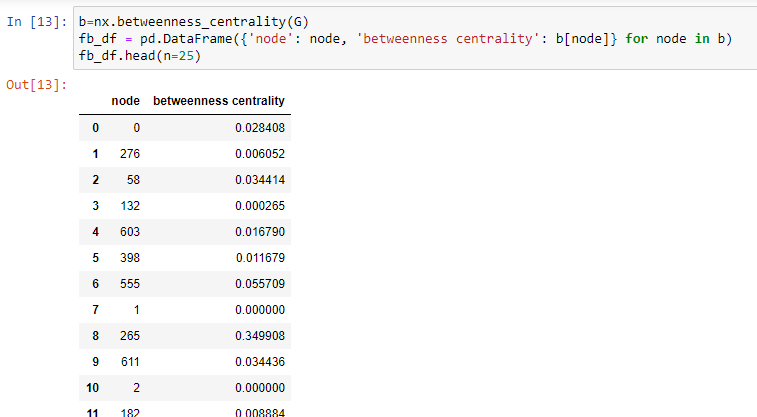 In [13]: b=nx.betweenness_centrality(G)
fb_df = pd.DataFrame({'node': node, 'betweenness centrality': b[node]} for node in b)
fb_df.head(n=25)
Out[13]:
node betweenness centrality
0 0 0.028408
1 276 0.006052
2 58 0.034414
3 132 0.000265
4 603 0.016790
5 398 0.011679
6 555 0.055709
7 1 0.000000
8 265 0.349908
9 611 0.034436
10 2 0.000000
11 182 0.008884